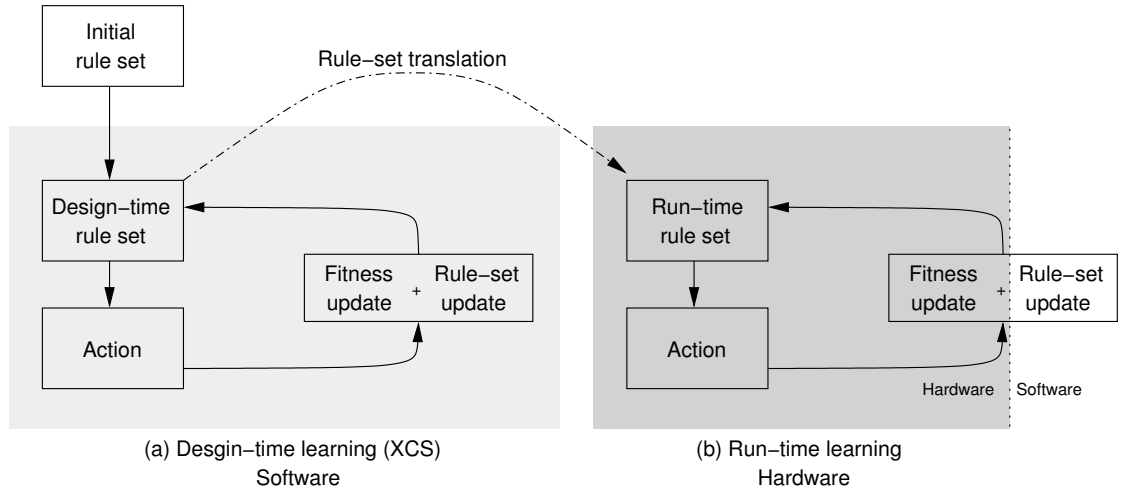 Initial
rule set
Rule−set translation
Design−time
rule set
Fitness
update
+
Rule−set
update
Action
(a) Desgin−time learning (XCS)
Software
Run−time
rule set
Fitness
update
+
Rule−set
update
Action
Hardware
Software
(b) Run−time learning
Hardware